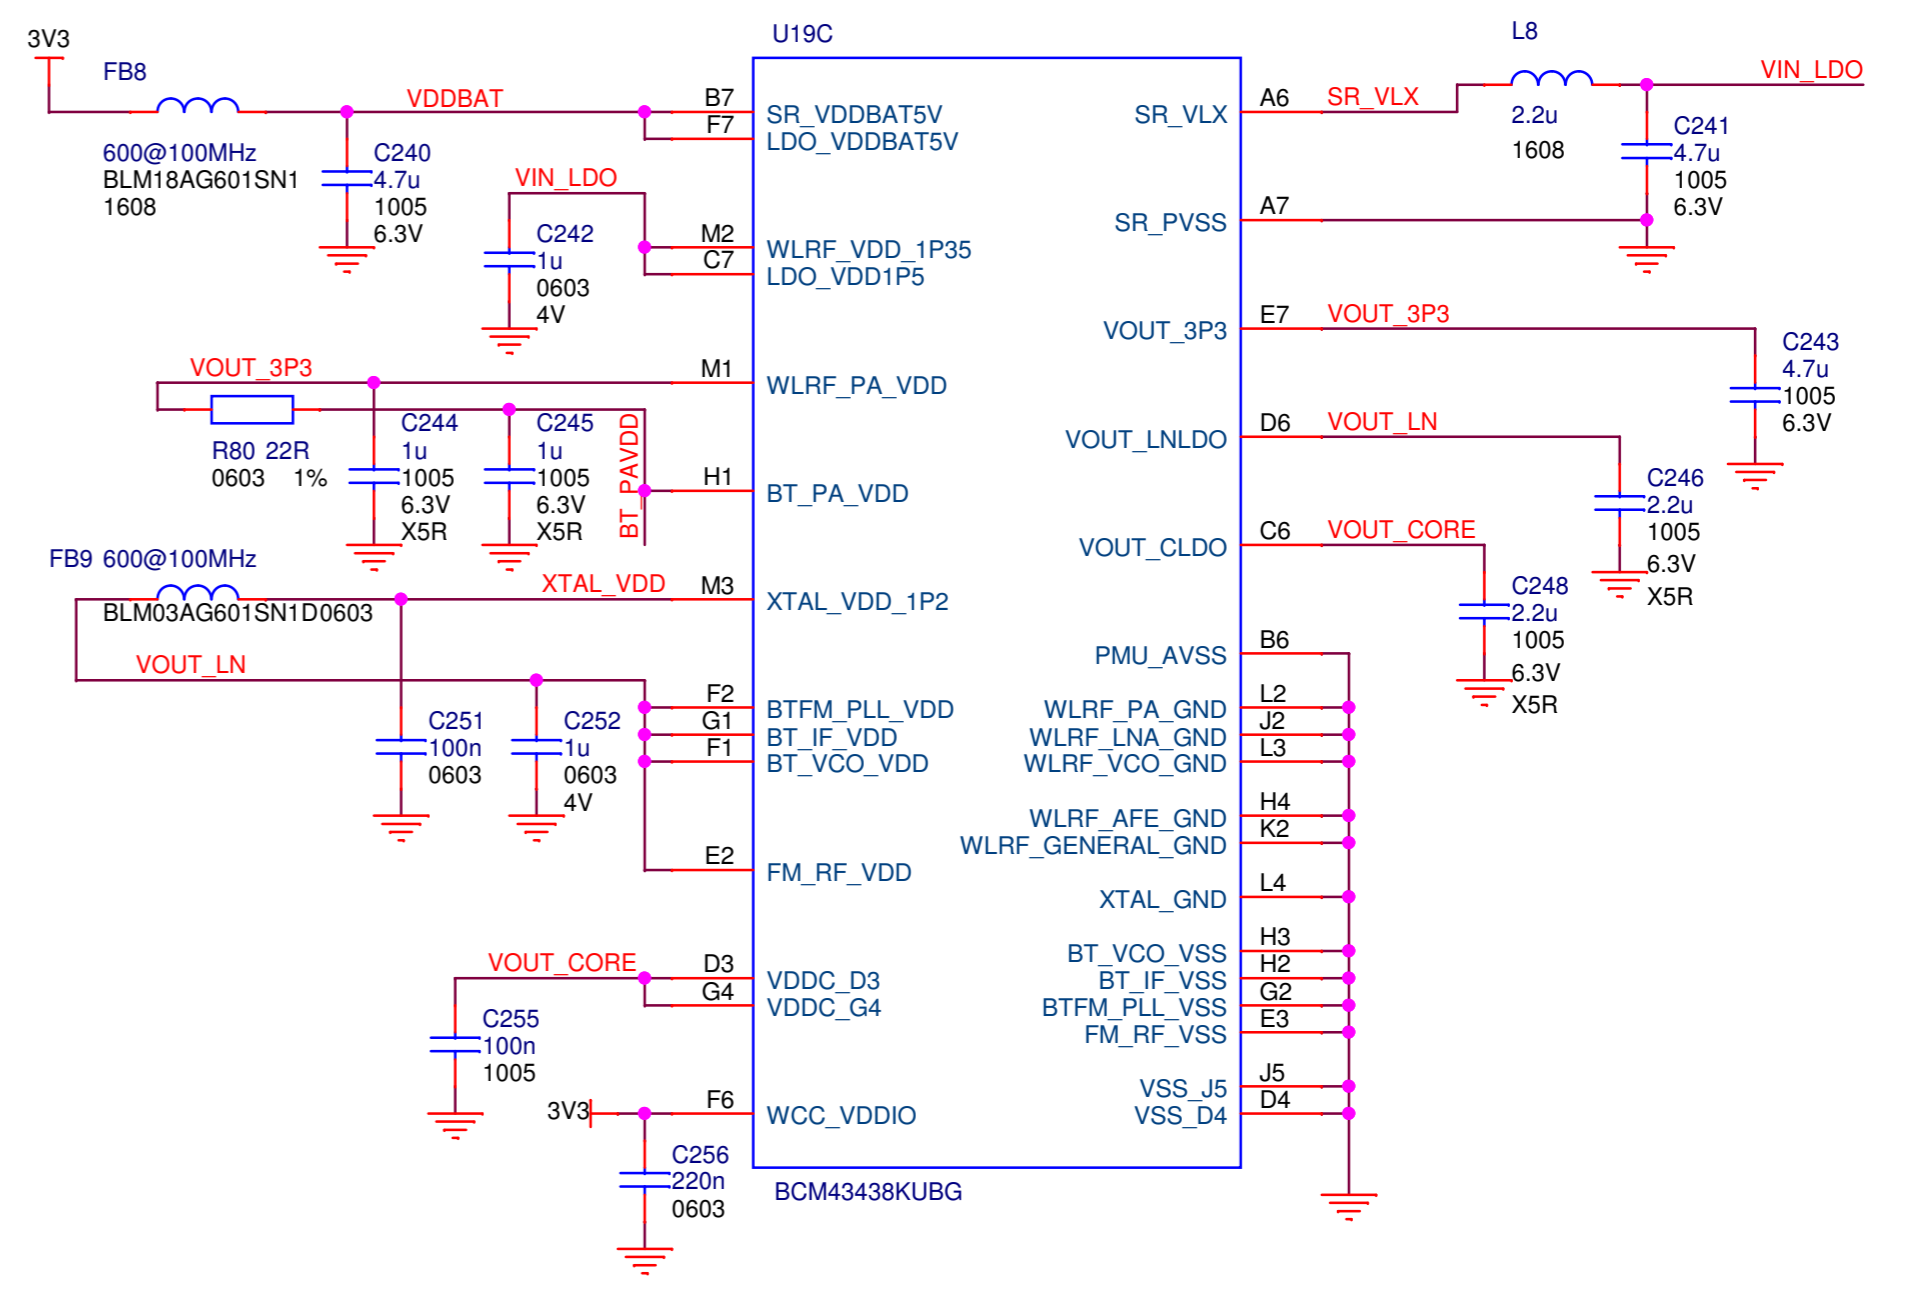 U19C
L8
3V3
FB8
VDDBAT
B7
SR_VDDBAT5V
F7
LDO_VDDBAT5V
600@100MHz
BLM18AG601SN1
1608
C240
4.7u
1005
6.3V
VIN_LDO
M2
WLRF_VDD_1P35
C7
LDO_VDD1P5
C242
1u
0603
4V
VOUT_3P3
M1
WLRF_PA_VDD
R80 22R
0603 1%
C244
1u
1005
6.3V
X5R
C245
1u
1005
6.3V
X5R
BT_PAVDD
H1
BT_PA_VDD
FB9 600@100MHz
BLM03AG601SN1D0603
XTAL_VDD
M3
XTAL_VDD_1P2
VOUT_LN
F2
BTFM_PLL_VDD
G1
BT_IF_VDD
F1
BT_VCO_VDD
C251
100n
0603
C252
1u
0603
4V
E2
FM_RF_VDD
VOUT_CORE
D3
VDDC_D3
G4
VDDC_G4
C255
100n
1005
3V3
F6
WCC_VDDIO
C256
220n
0603
BCM43438KUBG
SR_VLX
A6
SR_VLX
2.2u
1608
VIN_LDO
C241
4.7u
1005
6.3V
SR_PVSS
A7
VOUT_3P3
E7
VOUT_3P3
C243
4.7u
1005
6.3V
VOUT_LNLDO
D6
VOUT_LN
C246
2.2u
1005
6.3V
X5R
VOUT_CLDO
C6
VOUT_CORE
C248
2.2u
1005
6.3V
X5R
PMU_AVSS
B6
WLRF_PA_GND
L2
WLRF_LNA_GND
J2
WLRF_VCO_GND
L3
WLRF_AFE_GND
H4
WLRF_GENERAL_GND
K2
XTAL_GND
L4
BT_VCO_VSS
H3
BT_IF_VSS
H2
BTFM_PLL_VSS
G2
FM_RF_VSS
E3
VSS_J5
J5
VSS_D4
D4